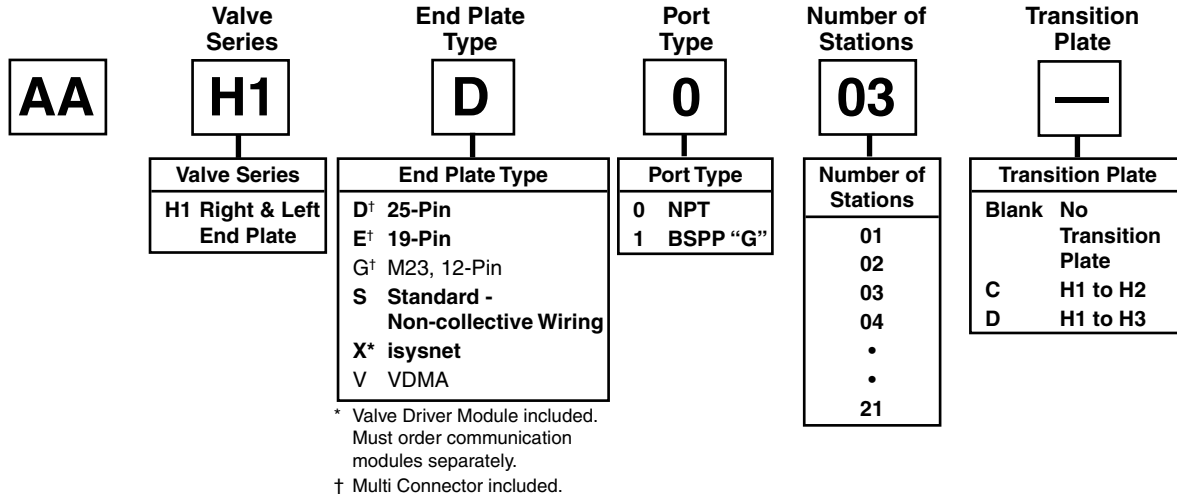 Valve Series
End Plate Type
Port Type
Number of Stations
Transition Plate
AA
H1
D
0
03
—
Valve Series
H1 Right & Left
End Plate
End Plate Type
D† 25-Pin
E† 19-Pin
G† M23, 12-Pin
S Standard -
Non-collective Wiring
X* isysnet
V VDMA
* Valve Driver Module included.
Must order communication
modules separately.
† Multi Connector included.
Port Type
0 NPT
1 BSPP “G”
Number of
Stations
01
02
03
04
•
•
21
Transition Plate
Blank No
Transition
Plate
C H1 to H2
D H1 to H3